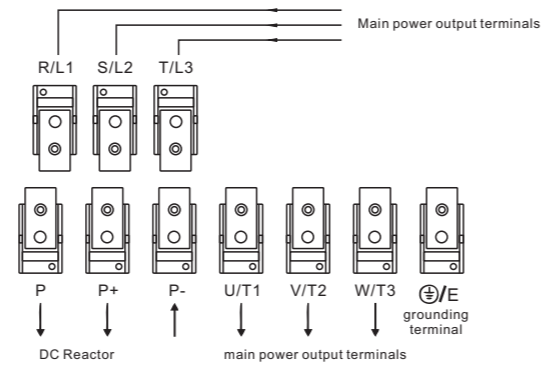 Main power output terminals
R/L1 S/L2 T/L3
P P+ P- U/T1 V/T2 W/T3 ⏚/E
grounding
terminal
DC Reactor main power output terminals